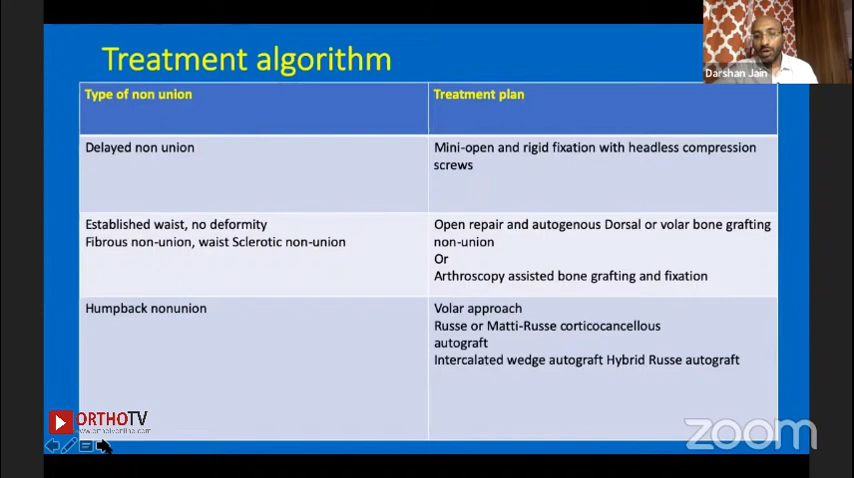 Treatment algorithm
Darshan Jain
Type of non union
Treatment plan
Delayed non union
Mini-open and rigid fixation with headless compression
screws
Established waist, no deformity
Fibrous non-union, waist Sclerotic non-union
Open repair and autogenous Dorsal or volar bone grafting
non-union
Or
Arthroscopy assisted bone grafting and fixation
Humpback nonunion
Volar approach
Russe or Matti-Russe corticocancellous
autograft
Intercalated wedge autograft Hybrid Russe autograft
ORTHOTV
www.orthotvonline.com
zoom